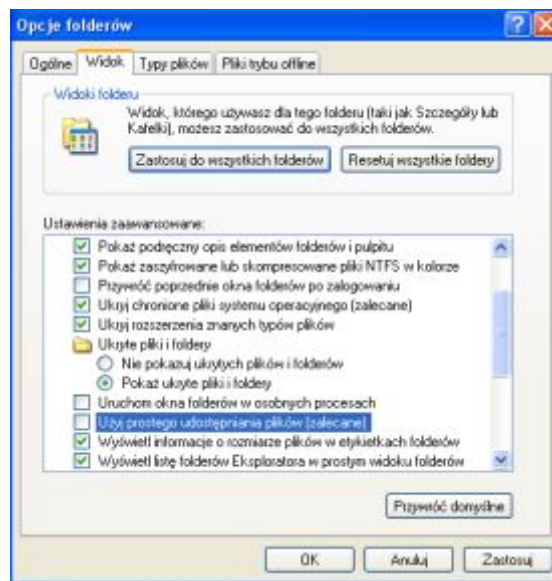 Opcje folderów
Ogólne Widok Typy plików Pliki trybu offline
Widoki folderu
Widok, którego używasz dla tego folderu (taki jak Szczegóły lub
Kafelki), możesz zastosować do wszystkich folderów.
Zastosuj do wszystkich folderów Resetuj wszystkie foldery
Ustawienia zaawansowane:
Pokaż podręczny opis elementów folderów i pulpitu
Pokaż zaszyfrowane lub skompresowane pliki NTFS w kolorze
Przywróć poprzednie okna folderów po zalogowaniu
Ukryj chronione pliki systemu operacyjnego (zalecane)
Ukryj rozszerzenia znanych typów plików
Ukryte pliki i foldery
Nie pokazuj ukrytych plików i folderów
Pokaż ukryte pliki i foldery
Uruchom okna folderów w osobnych procesach
Użyj prostego udostępniania plików (zalecane)
Wyświetl informacje o rozmiarze plików w etykietkach folderów
Wyświetl listę folderów Eksploratora w prostym widoku folderów
Przywróć domyślne
OK Anuluj Zastosuj